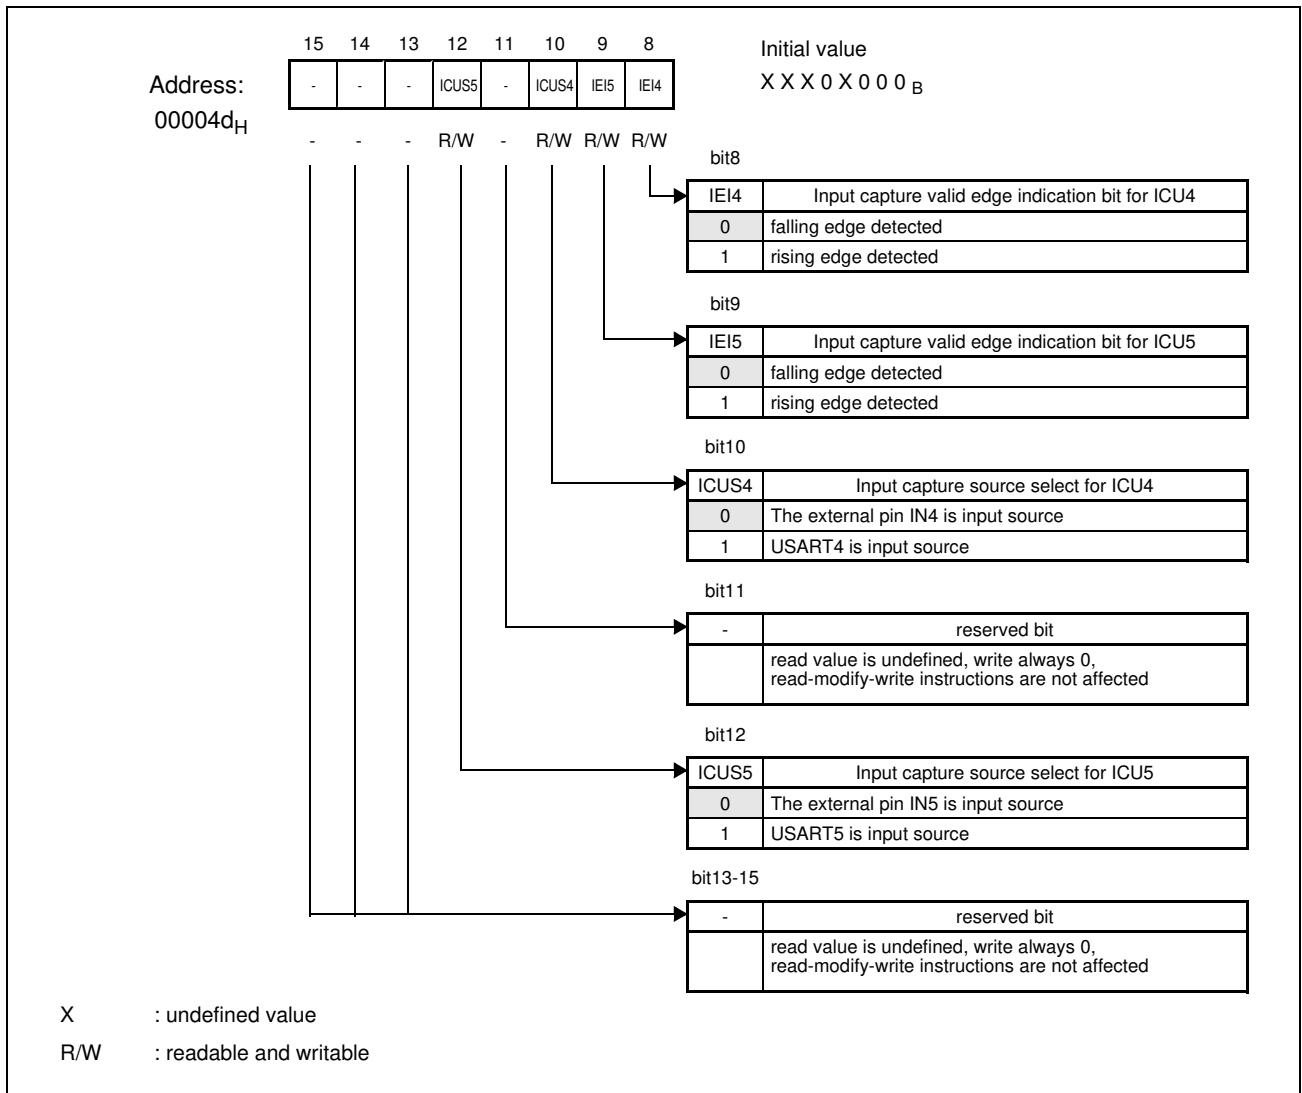 15 14 13 12 11 10 9 8
Initial value
Address: - - - ICUS5 - ICUS4 IEI5 IEI4 X X X 0 X 0 0 0 B
00004dH
- - - R/W - R/W R/W R/W
bit8
IEI4 Input capture valid edge indication bit for ICU4
0 falling edge detected
1 rising edge detected
bit9
IEI5 Input capture valid edge indication bit for ICU5
0 falling edge detected
1 rising edge detected
bit10
ICUS4 Input capture source select for ICU4
0 The external pin IN4 is input source
1 USART4 is input source
bit11
- reserved bit
read value is undefined, write always 0,
read-modify-write instructions are not affected
bit12
ICUS5 Input capture source select for ICU5
0 The external pin IN5 is input source
1 USART5 is input source
bit13-15
- reserved bit
read value is undefined, write always 0,
read-modify-write instructions are not affected
X : undefined value
R/W : readable and writable